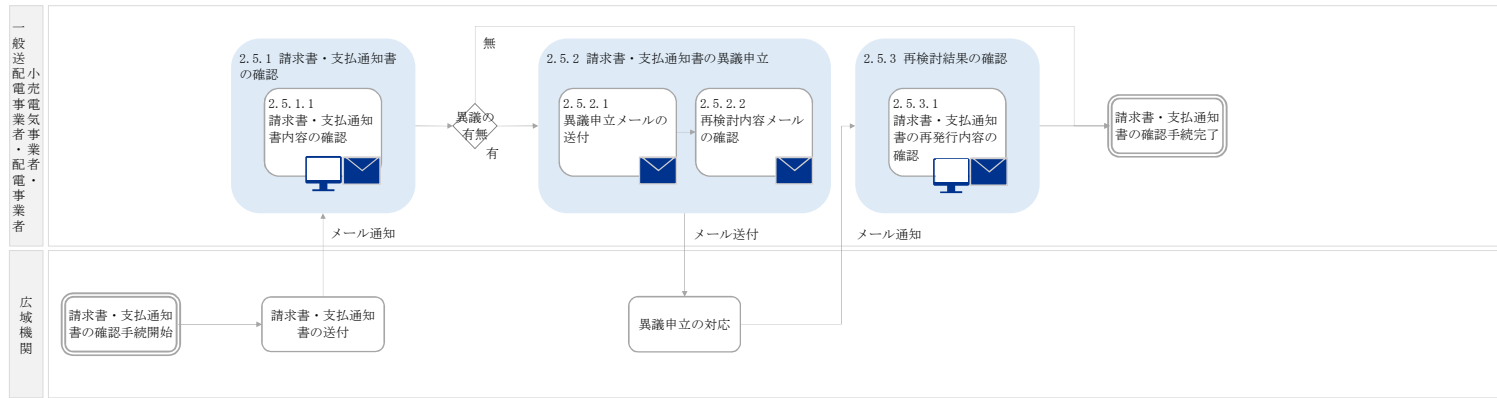 一般送配電事業者・配電事業者
小売電気事業者・
無
2.5.1 請求書・支払通知書
の確認
2.5.1.1
請求書・支払通知
書内容の確認
異議の
有無
有
2.5.2 請求書・支払通知書の異議申立
2.5.2.1
異議申立メールの
送付
2.5.2.2
再検討内容メール
の確認
2.5.3 再検討結果の確認
2.5.3.1
請求書・支払通知
書の再発行内容の
確認
請求書・支払通知
書の確認手続完了
メール通知
メール送付
メール通知
広域機関
請求書・支払通知
書の確認手続開始
請求書・支払通知
書の送付
異議申立の対応